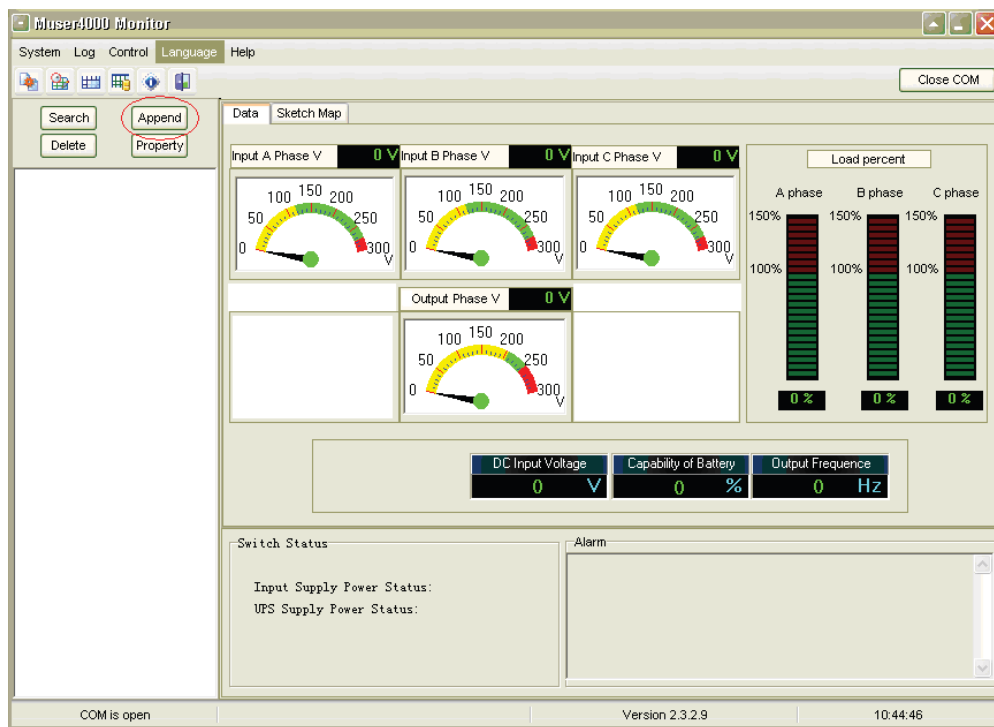 Muser4000 Monitor
System Log Control Language Help
Close COM
Search Append
Delete Property
Data Sketch Map
Input A Phase V 0 V Input B Phase V 0 V Input C Phase V 0 V
0 50 100 150 200 250 300 V
0 50 100 150 200 250 300 V
0 50 100 150 200 250 300 V
Output Phase V 0 V
0 50 100 150 200 250 300 V
Load percent
A phase B phase C phase
150% 150% 150%
100% 100% 100%
0 % 0 % 0 %
DC Input Voltage Capability of Battery Output Frequence
0 V 0 % 0 Hz
Switch Status
Input Supply Power Status:
UPS Supply Power Status:
Alarm
COM is open Version 2.3.2.9 10:44:46